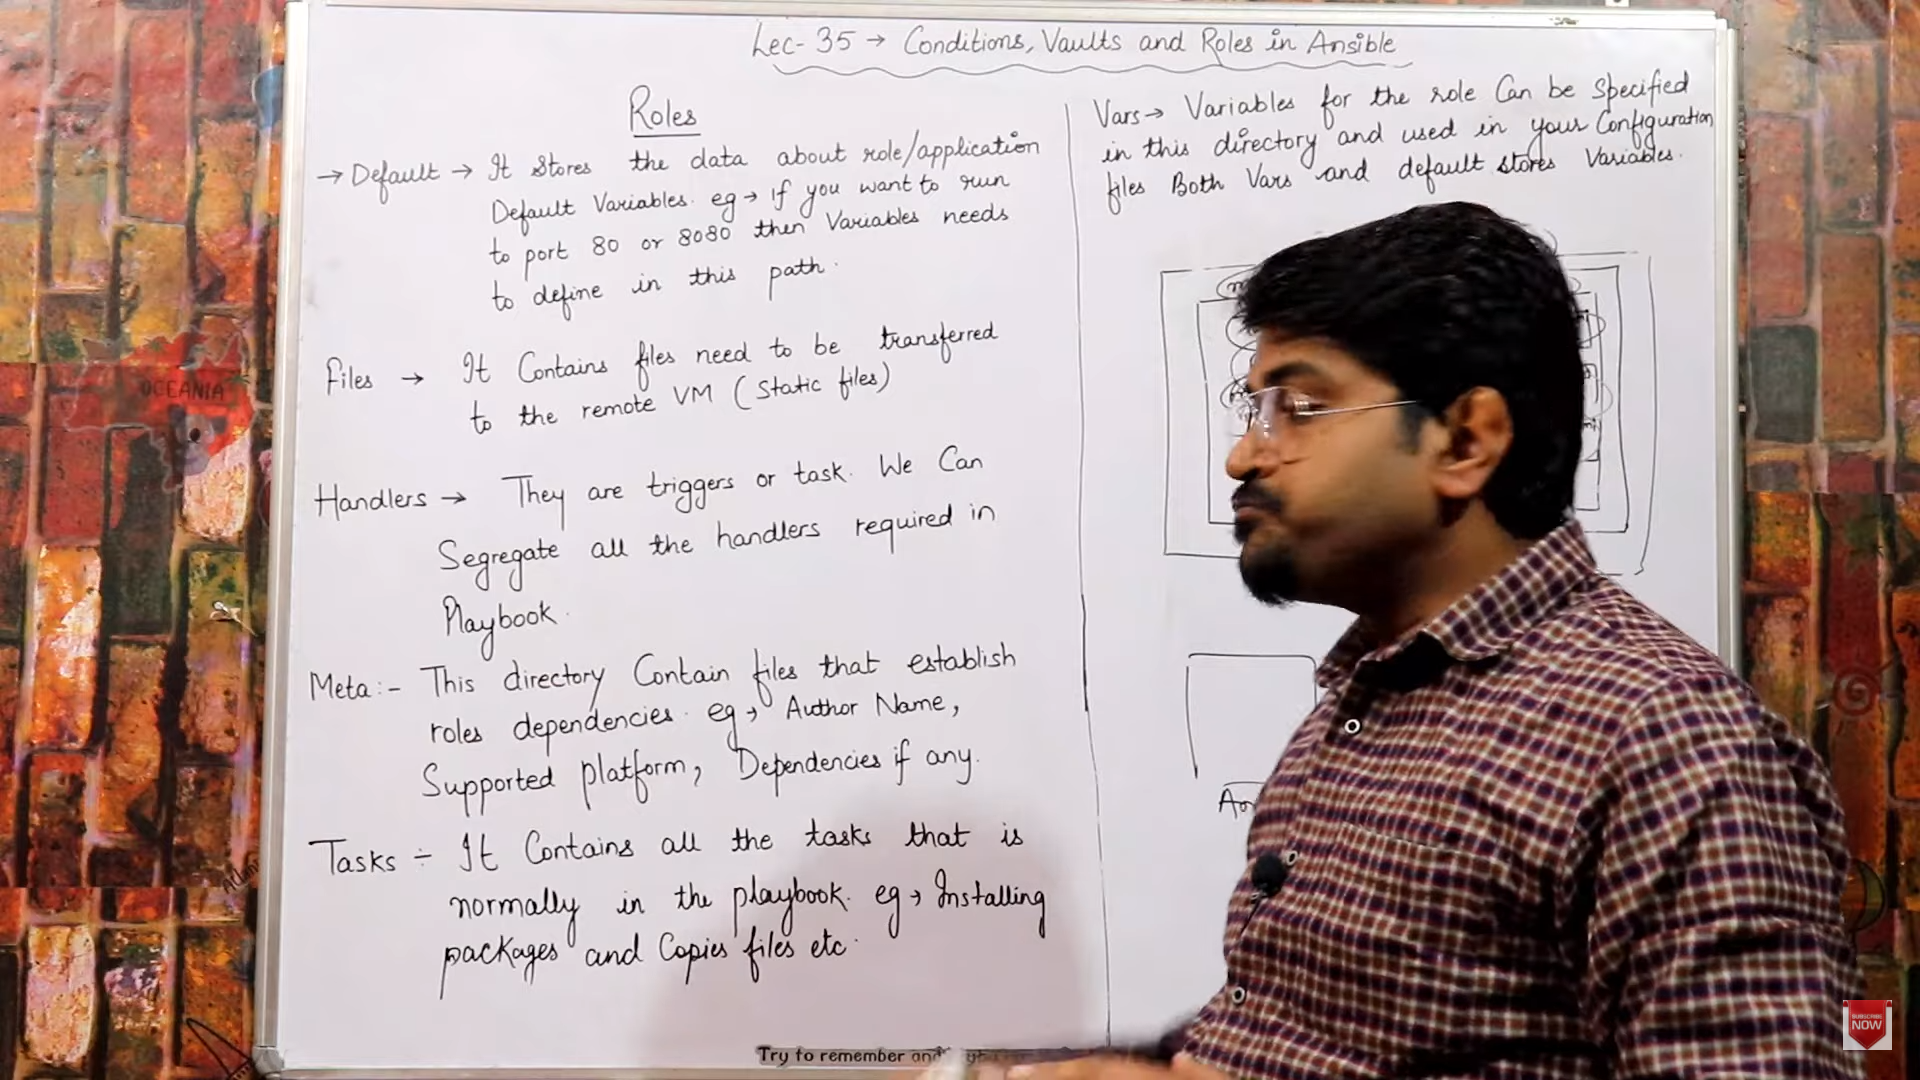 Lec-35 → Conditions, Vaults and Roles in Ansible
Roles
→ Default → It Stores the data about role/application
Default Variables. eg → if you want to run
to port 80 or 8080 then Variables needs
to define in this path.
Files → It Contains files need to be transferred
to the remote VM (Static files)
Handlers → They are triggers or task. We Can
Segregate all the handlers required in
Playbook.
Meta:- This directory Contain files that establish
roles dependencies. eg → Author Name,
Supported platform, Dependencies if any.
Tasks ÷ It Contains all the tasks that is
normally in the playbook. eg → Installing
packages and Copies files etc.
Vars → Variables for the role Can be Specified
in this directory and used in your Configuration
files Both Vars and default stores Variables.
OCEANIA
Try to remember and
SUBSCRIBE
NOW